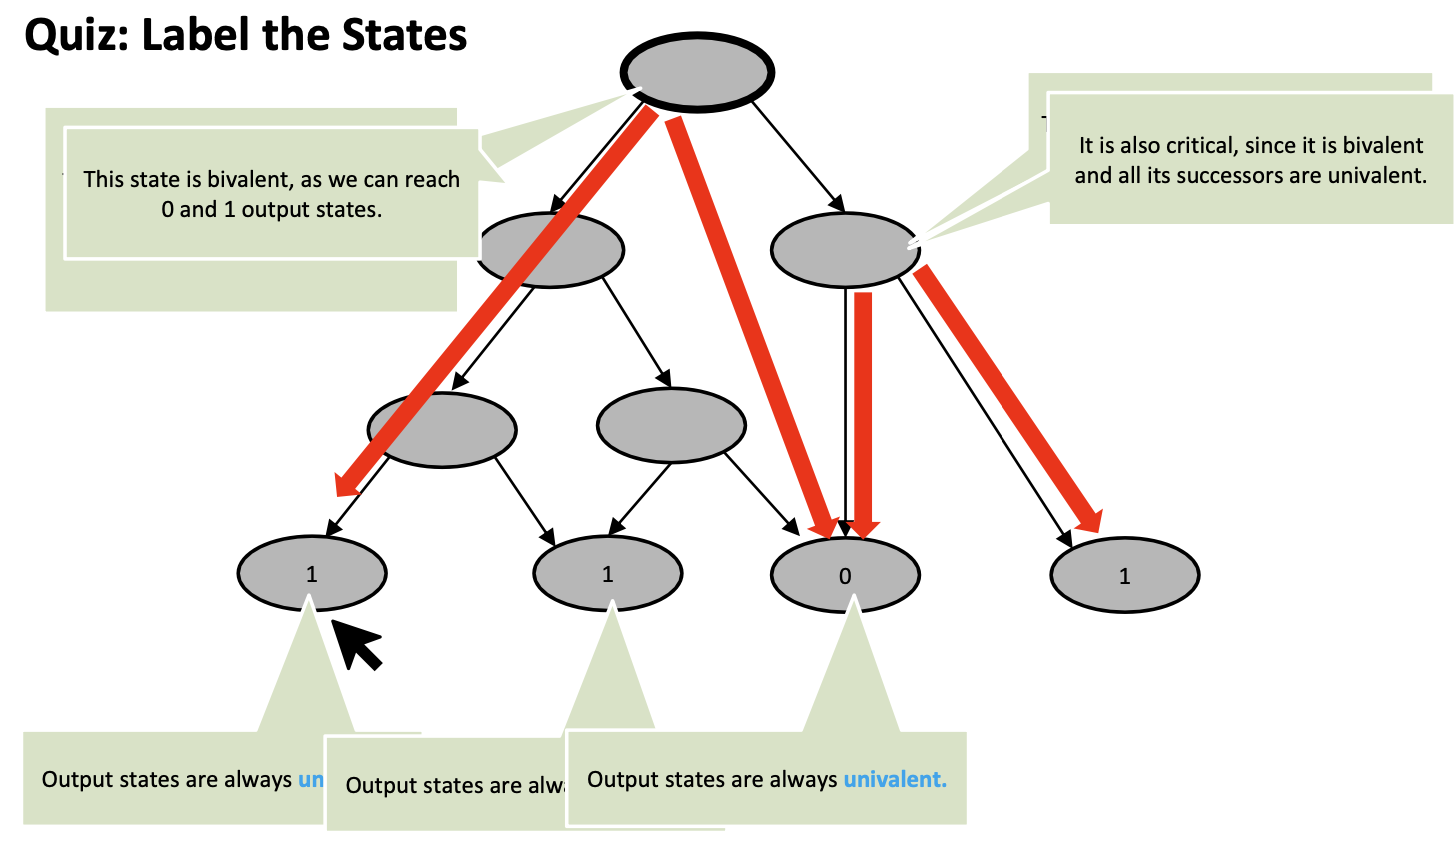 Quiz: Label the States
This state is bivalent, as we can reach
0 and 1 output states.
It is also critical, since it is bivalent
and all its successors are univalent.
1
1
0
1
Output states are always un
Output states are alwa
Output states are always univalent.